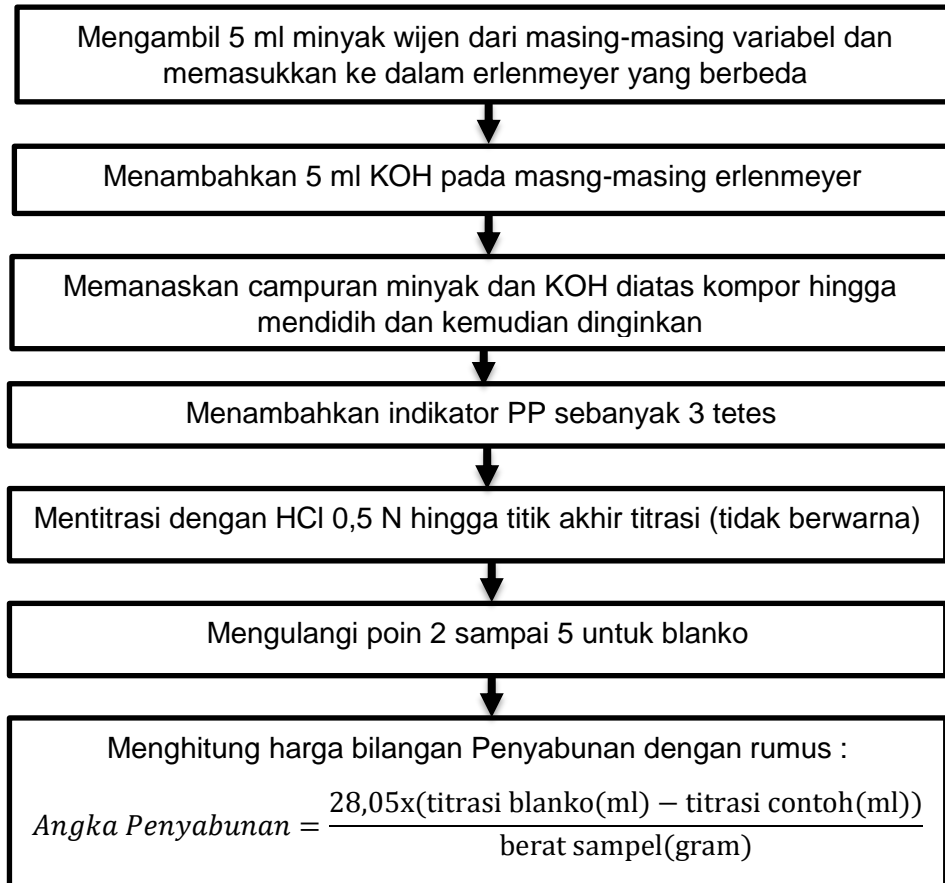 Mengambil 5 ml minyak wijen dari masing-masing variabel dan
memasukkan ke dalam erlenmeyer yang berbeda
Menambahkan 5 ml KOH pada masng-masing erlenmeyer
Memanaskan campuran minyak dan KOH diatas kompor hingga
mendidih dan kemudian dinginkan
Menambahkan indikator PP sebanyak 3 tetes
Mentitrasi dengan HCl 0,5 N hingga titik akhir titrasi (tidak berwarna)
Mengulangi poin 2 sampai 5 untuk blanko
Menghitung harga bilangan Penyabunan dengan rumus :
Angka Penyabunan = 28,05x(titrasi blanko(ml) − titrasi contoh(ml))
berat sampel(gram)